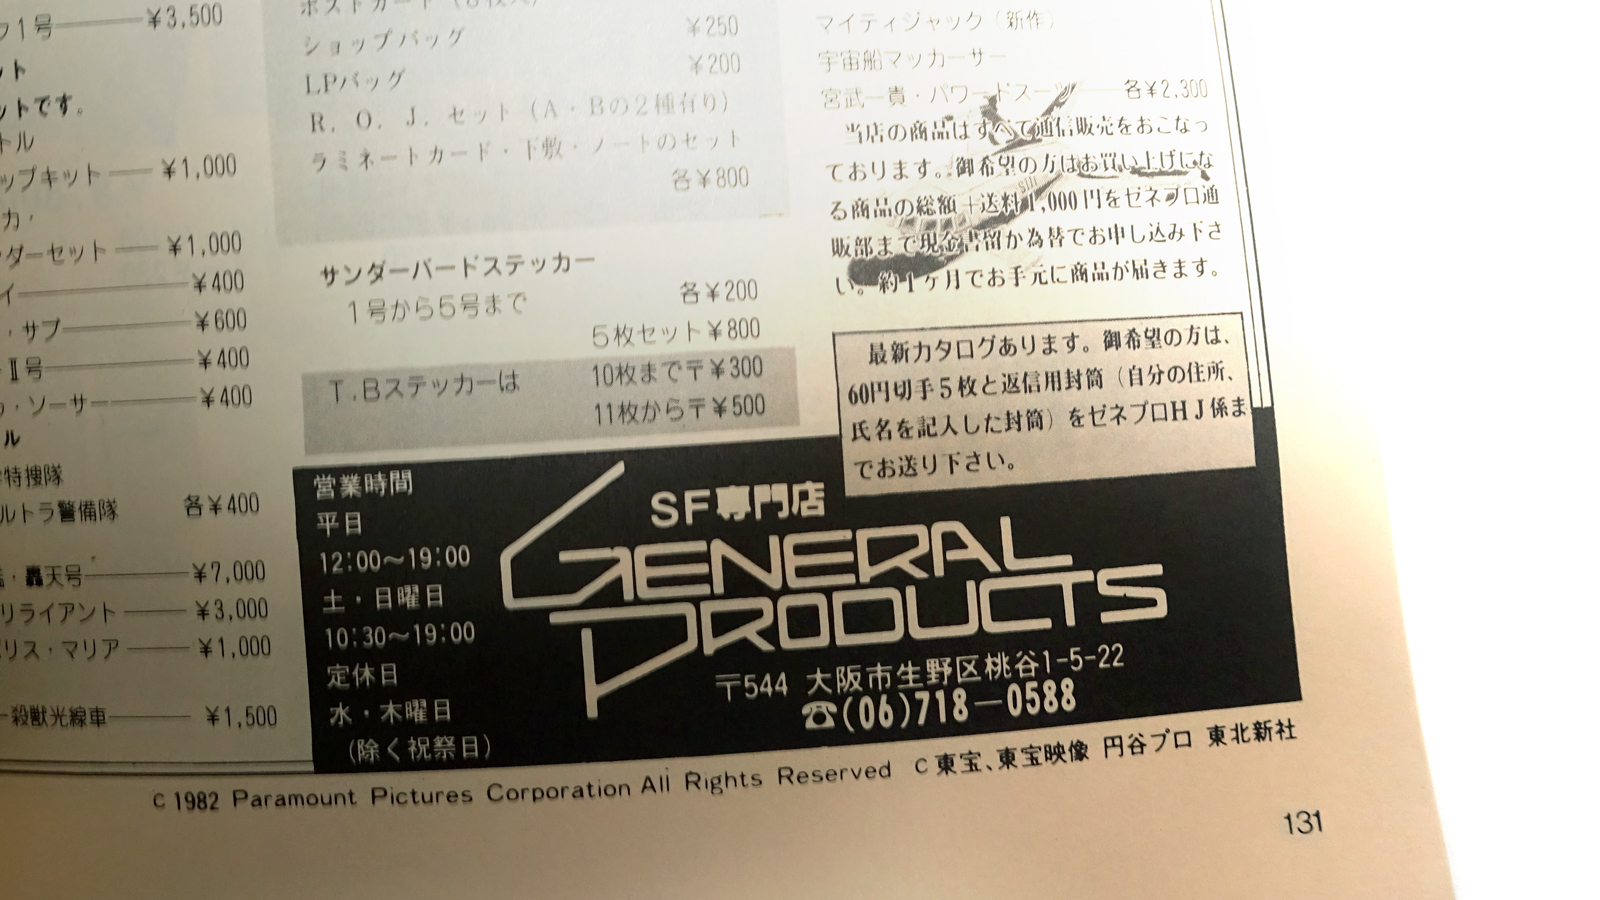 ク1号 ¥3,500
ット
ットです。
トル
ップキット ¥1,000
カ・
ンダーセット ¥1,000
イ ¥400
・サブ ¥600
Ⅱ号 ¥400
・ソーサー ¥400
ル
特捜隊
ルトラ警備隊 各¥400
・轟天号 ¥7,000
リライアント ¥3,000
リス・マリア ¥1,000
殺獣光線車 ¥1,500
ショップバッグ ¥250
LPバッグ ¥200
R.O.J.セット(A・Bの2種有り)
ラミネートカード・下敷・ノートのセット
各¥800
サンダーバードステッカー
1号から5号まで 各¥200
5枚セット¥800
T.Bステッカーは 10枚まで〒¥300
11枚から〒¥500
マイティジャック(新作)
宇宙船マッカーサー
宮武一貴・パワードスーツ 各¥2,300
当店の商品はすべて通信販売をおこなっ
ております。御希望の方はお買い上げにな
る商品の総額+送料1,000円をゼネプロ通
販部まで現金書留か為替でお申し込み下さ
い。約1ヶ月でお手元に商品が届きます。
最新カタログあります。御希望の方は、
60円切手5枚と返信用封筒(自分の住所、
氏名を記入した封筒)をゼネプロHJ係ま
でお送り下さい。
営業時間
平日
12:00〜19:00
土・日曜日
10:30〜19:00
定休日
水・木曜日
(除く祝祭日)
SF専門店
GENERAL
PRODUCTS
〒544 大阪市生野区桃谷1-5-22
☎(06)718-0588
C 1982 Paramount Pictures Corporation All Rights Reserved C 東宝、東宝映像 円谷プロ 東北新社
131